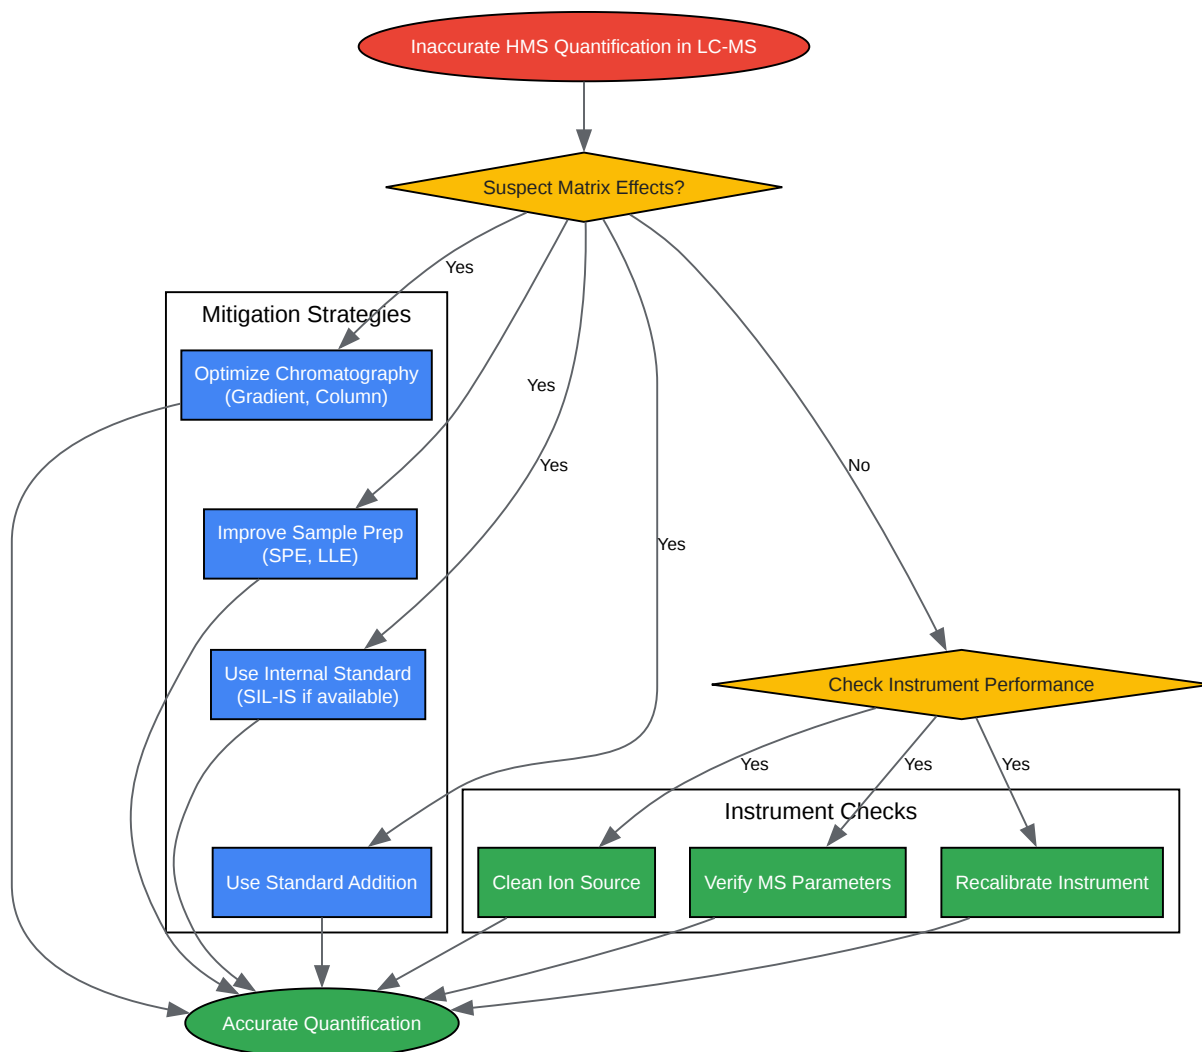 Inaccurate HMS Quantification in LC-MS
Suspect Matrix Effects?
Yes
Mitigation Strategies
Optimize Chromatography
(Gradient, Column)
Yes
Yes
No
Improve Sample Prep
(SPE, LLE)
Yes
Use Internal Standard
(SIL-IS if available)
Check Instrument Performance
Yes
Yes
Yes
Instrument Checks
Use Standard Addition
Clean Ion Source
Verify MS Parameters
Recalibrate Instrument
Accurate Quantification